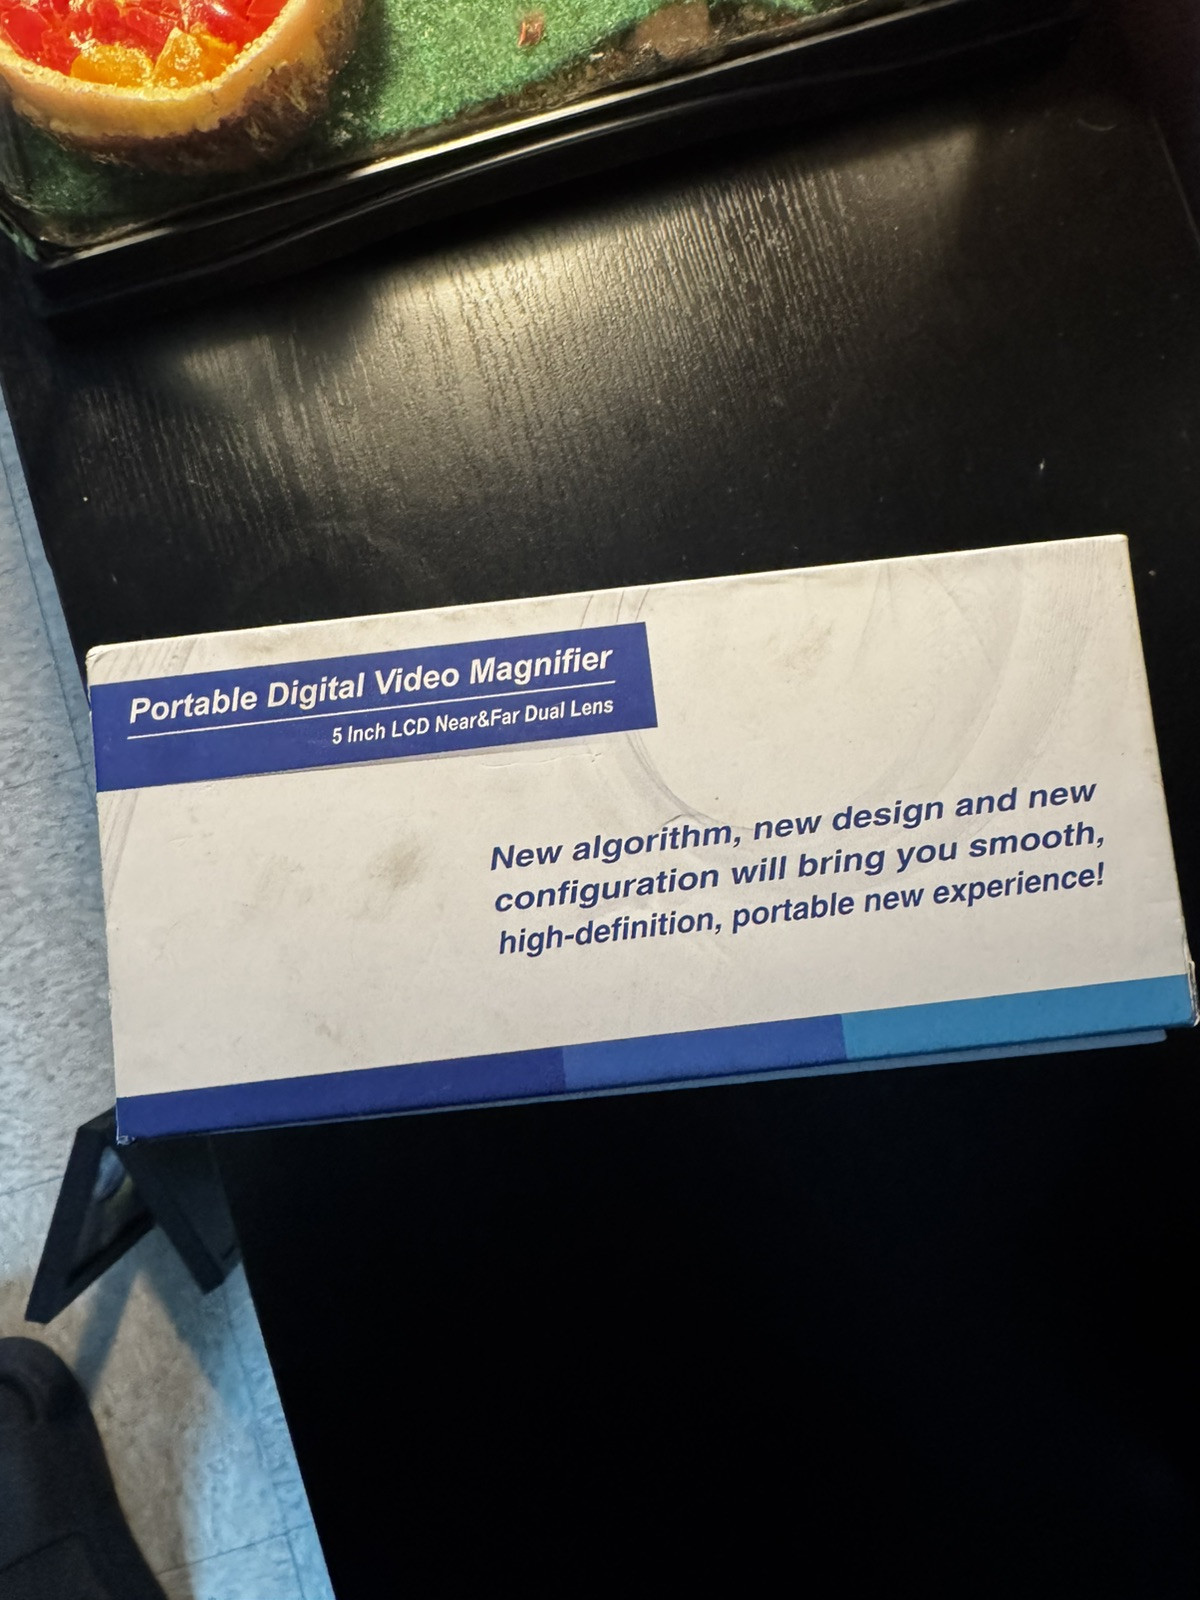 Portable Digital Video Magnifier
5 Inch LCD Near&Far Dual Lens
New algorithm, new design and new
configuration will bring you smooth,
high-definition, portable new experience!